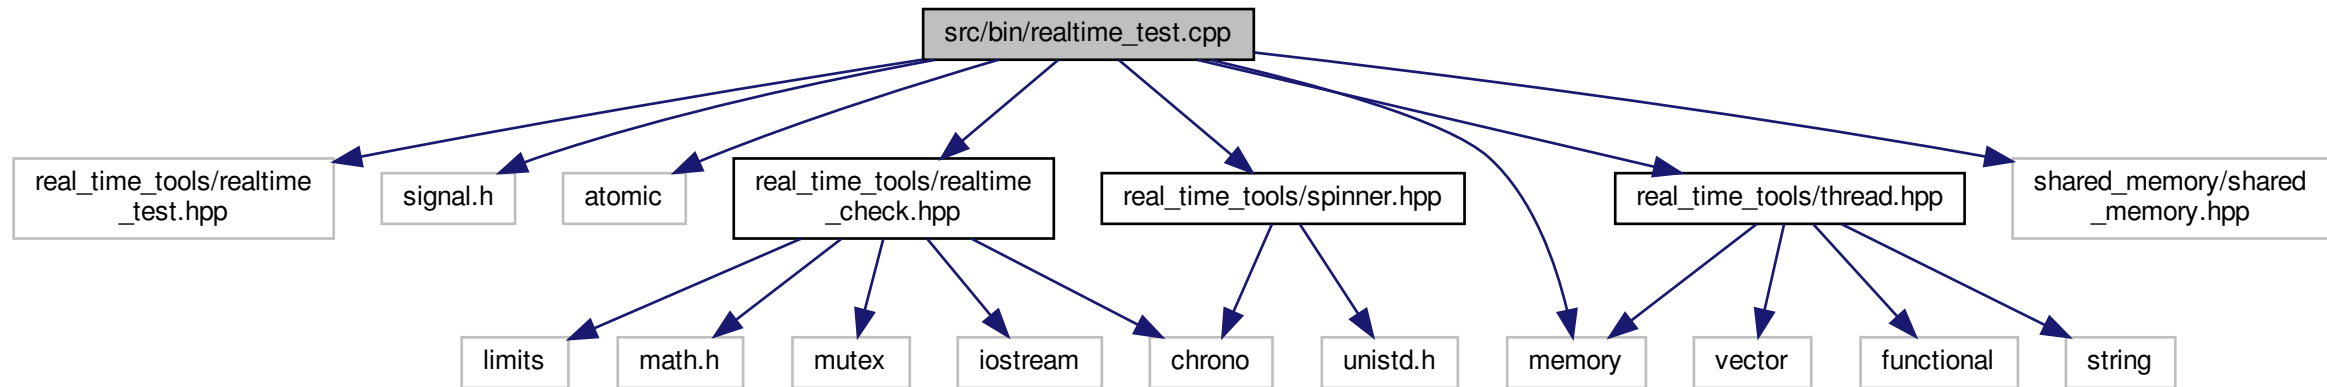 src/bin/realtime_test.cpp
real_time_tools/realtime
_test.hpp
signal.h
atomic
real_time_tools/realtime
_check.hpp
real_time_tools/spinner.hpp
real_time_tools/thread.hpp
shared_memory/shared
_memory.hpp
limits
math.h
mutex
iostream
chrono
unistd.h
memory
vector
functional
string